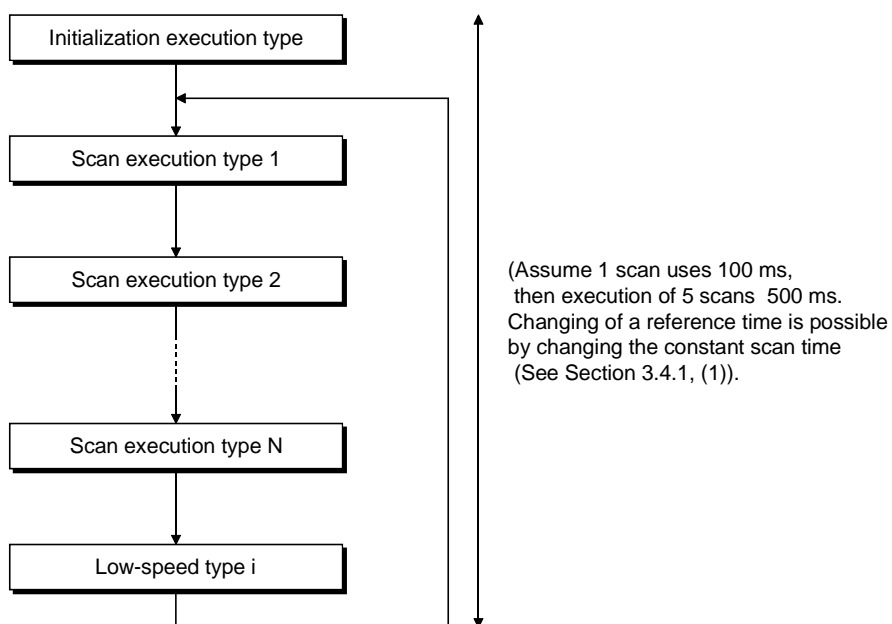 Initialization execution type
Scan execution type 1
Scan execution type 2
Scan execution type N
Low-speed type i
(Assume 1 scan uses 100 ms,
then execution of 5 scans 500 ms.
Changing of a reference time is possible
by changing the constant scan time
(See Section 3.4.1, (1)).